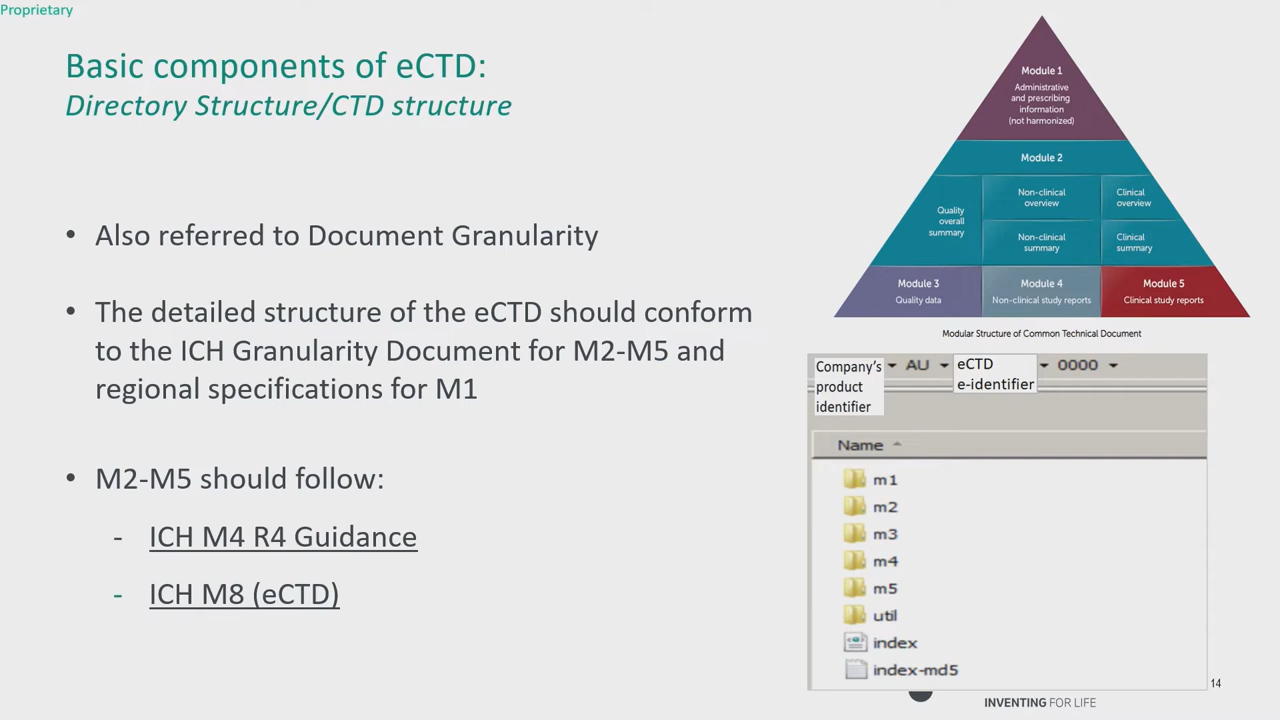 Proprietary
Basic components of eCTD:
Directory Structure/CTD structure
• Also referred to Document Granularity
• The detailed structure of the eCTD should conform
to the ICH Granularity Document for M2-M5 and
regional specifications for M1
• M2-M5 should follow:
- ICH M4 R4 Guidance
- ICH M8 (eCTD)
Module 1
Administrative
and prescribing
information
(not harmonized)
Module 2
Quality
overall
summary
Non-clinical
overview
Clinical
overview
Non-clinical
summary
Clinical
summary
Module 3
Quality data
Module 4
Non-clinical study reports
Module 5
Clinical study reports
Modular Structure of Common Technical Document
Company's
product
identifier
AU
eCTD
e-identifier
0000
Name
m1
m2
m3
m4
m5
util
index
index-md5
14
INVENTING FOR LIFE